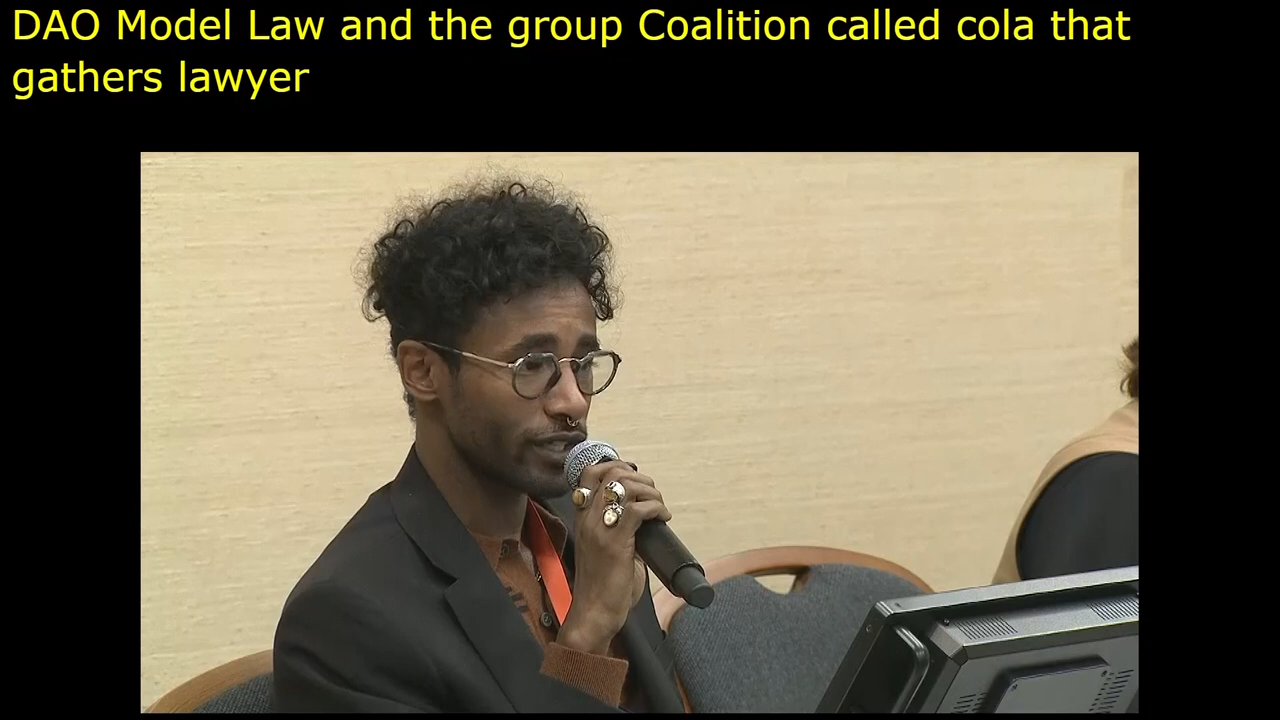 DAO Model Law and the group Coalition called cola that
gathers lawyer